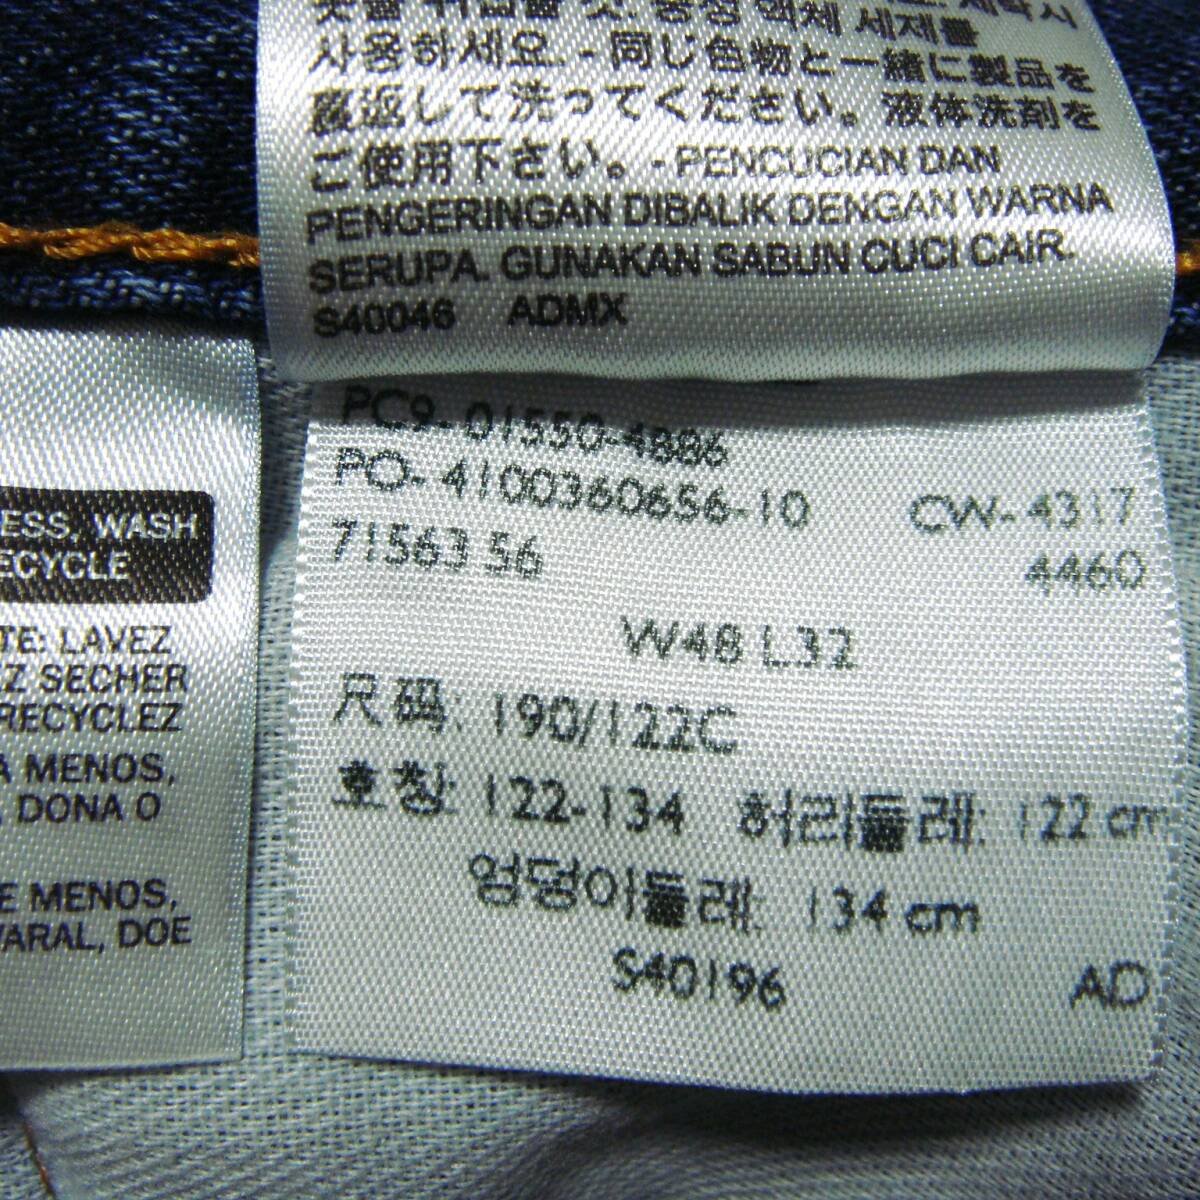 사용하세요. - 同じ色物と一緒に製品を
裏返して洗ってください。液体洗剤を
ご使用下さい。- PENCUCIAN DAN
PENGERINGAN DIBALIK DENGAN WARNA
SERUPA. GUNAKAN SABUN CUCI CAIR.
S40046 ADMX
ESS, WASH
ECYCLE
TE: LAVEZ
Z SECHER
RECYCLEZ
A MENOS,
, DONA O
E MENOS,
VARAL, DOE
PC9- 01550-4886
PO- 4100360656-10 CW- 4317
71563 56 4460
W48 L32
尺码: 190/122C
호칭: 122-134 허리둘레: 122 cm
엉덩이둘레: 134 cm
S40196 AD